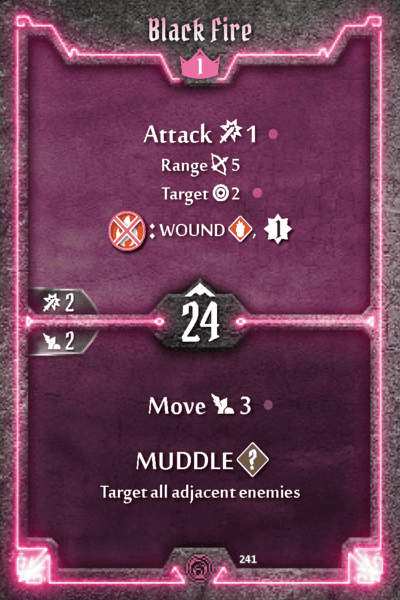 Black Fire
1
Attack 1
Range 5
Target 2
: WOUND , 1
2
24
2
Move 3
MUDDLE ?
Target all adjacent enemies
241